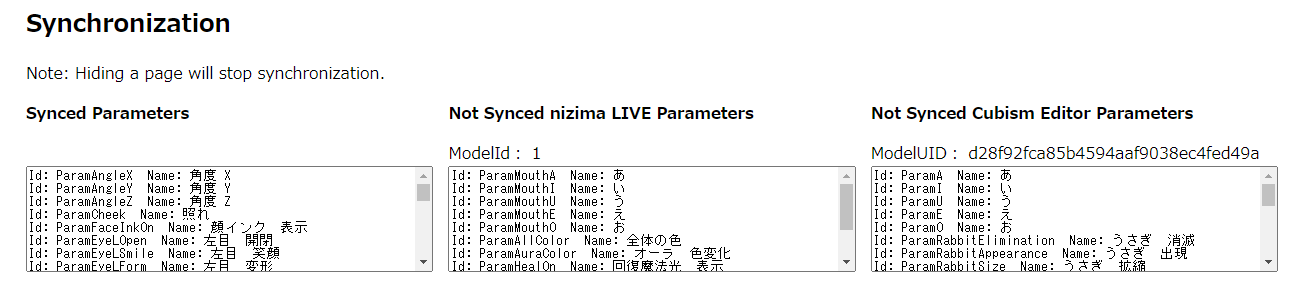 Synchronization
Note: Hiding a page will stop synchronization.
Synced Parameters
Id: ParamAngleX Name: 角度 X
Id: ParamAngleY Name: 角度 Y
Id: ParamAngleZ Name: 角度 Z
Id: ParamCheek Name: 照れ
Id: ParamFaceInkOn Name: 顔インク 表示
Id: ParamEyeLOpen Name: 左目 開閉
Id: ParamEyeLSmile Name: 左目 笑顔
Id: ParamEyeLForm Name: 左目 変形
Not Synced nizima LIVE Parameters
ModelId： 1
Id: ParamMouthA Name: あ
Id: ParamMouthI Name: い
Id: ParamMouthU Name: う
Id: ParamMouthE Name: え
Id: ParamMouthO Name: お
Id: ParamAllColor Name: 全体の色
Id: ParamAuraColor Name: オーラ 色変化
Id: ParamHealOn Name: 回復魔法光 表示
Not Synced Cubism Editor Parameters
ModelUID： d28f92fca85b4594aaf9038ec4fed49a
Id: ParamA Name: あ
Id: ParamI Name: い
Id: ParamU Name: う
Id: ParamE Name: え
Id: ParamO Name: お
Id: ParamRabbitElimination Name: うさぎ 消滅
Id: ParamRabbitAppearance Name: うさぎ 出現
Id: ParamRabbitSize Name: うさぎ 拡縮